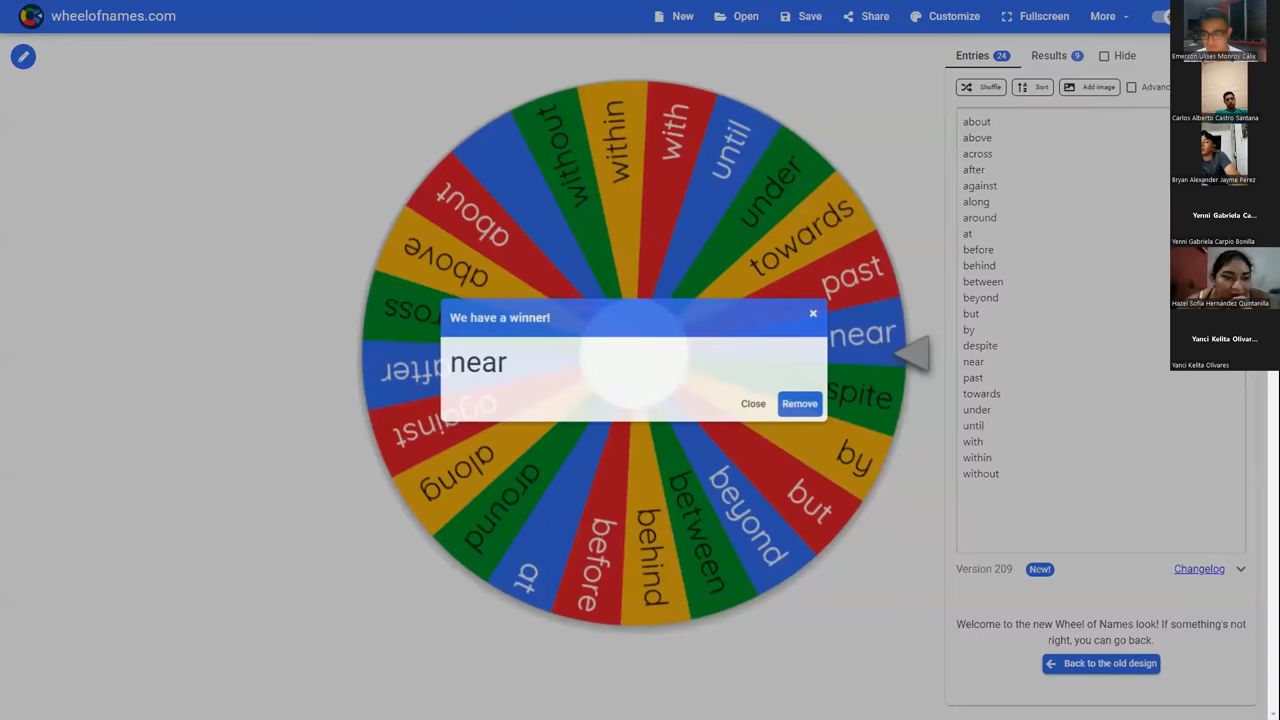 wheelofnames.com
New
Open
Save
Share
Customize
Fullscreen
More
Entries 24
Results 9
Hide
Shuffle
Sort
Add image
about
above
across
after
against
along
around
at
before
behind
between
beyond
but
by
despite
near
past
towards
under
until
with
within
without
Version 209
New!
Changelog
Welcome to the new Wheel of Names look! If something's not
right, you can go back.
Back to the old design
without
within
with
until
under
towards
past
near
spite
by
but
beyond
between
behind
before
at
around
along
against
after
ross
above
about
We have a winner!
near
Close
Remove
Emerson Ulises Monroy Calix
Carlos Alberto Castro Santana
Bryan Alexander Jayme Perez
Yenni Gabriela Ca...
Yenni Gabriela Carpio Bonilla
Hazel Sofia Hernández Quintanilla
Yanci Kelita Olivar...
Yanci Kelita Olivares